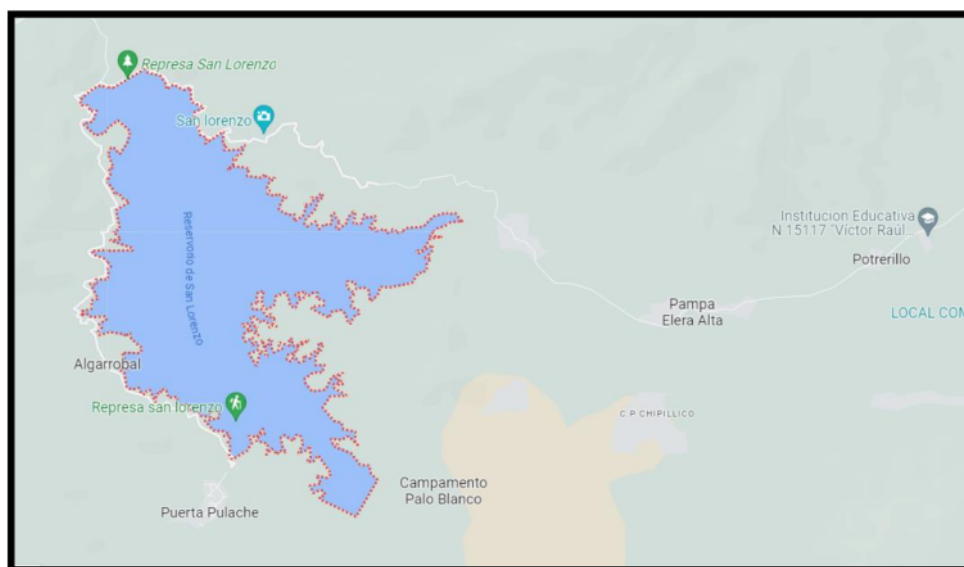 Represa San Lorenzo
San lorenzo
Institucion Educativa
N 15117 "Víctor Raúl...
Potrerillo
Reservorio de San Lorenzo
Pampa
Elera Alta
LOCAL COM
Algarrobal
Represa san lorenzo
C.P CHIPILLICO
Campamento
Palo Blanco
Puerta Pulache